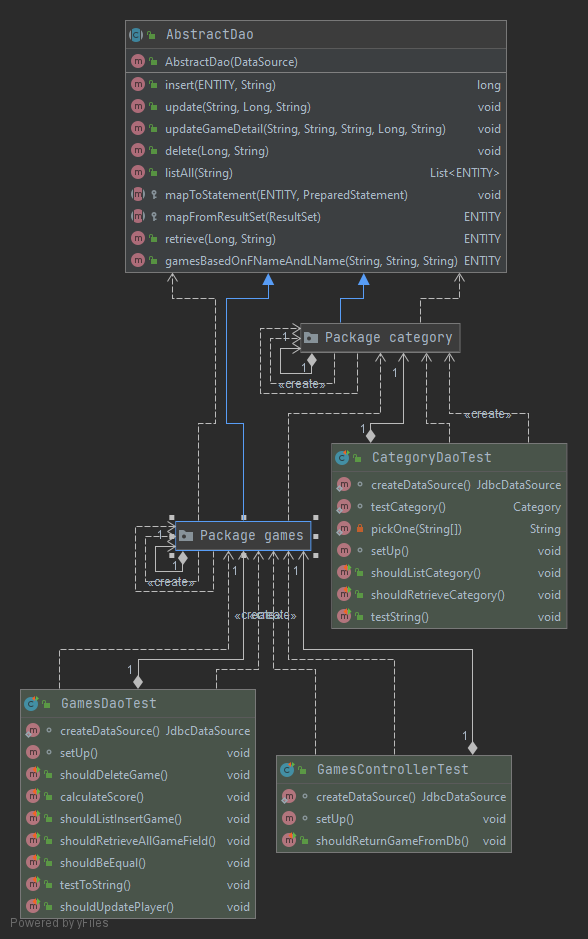 AbstractDao
AbstractDao(DataSource)
insert(ENTITY, String) long
update(String, Long, String) void
updateGameDetail(String, String, String, Long, String) void
delete(Long, String) void
listAll(String) List<ENTITY>
mapToStatement(ENTITY, PreparedStatement) void
mapFromResultSet(ResultSet) ENTITY
retrieve(Long, String) ENTITY
gamesBasedOnFNameAndLName(String, String, String) ENTITY
1 Package category
1
«create»
1
«create»
1
CategoryDaoTest
createDataSource() JdbcDataSource
testCategory() Category
pickOne(String[]) String
setUp() void
shouldListCategory() void
shouldRetrieveCategory() void
testString() void
1 Package games
1
«create»
1
1
«create»
«create»
1
1
GamesDaoTest
createDataSource() JdbcDataSource
setUp() void
shouldDeleteGame() void
calculateScore() void
shouldListInsertGame() void
shouldRetrieveAllGameField() void
shouldBeEqual() void
testToString() void
shouldUpdatePlayer() void
GamesControllerTest
createDataSource() JdbcDataSource
setUp() void
shouldReturnGameFromDb() void
Powered by yFiles